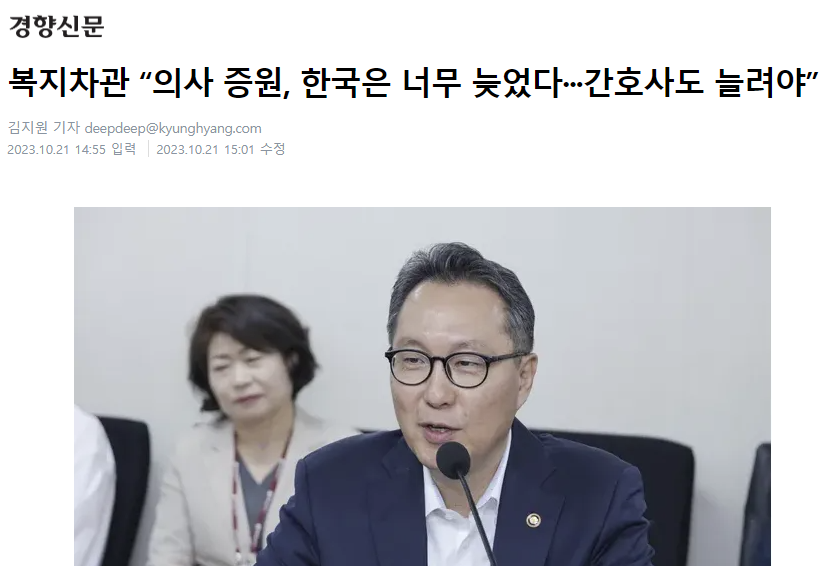 경향신문
복지차관 “의사 증원, 한국은 너무 늦었다…간호사도 늘려야”
김지원 기자 deepdeep@kyunghyang.com
2023.10.21 14:55 입력 2023.10.21 15:01 수정